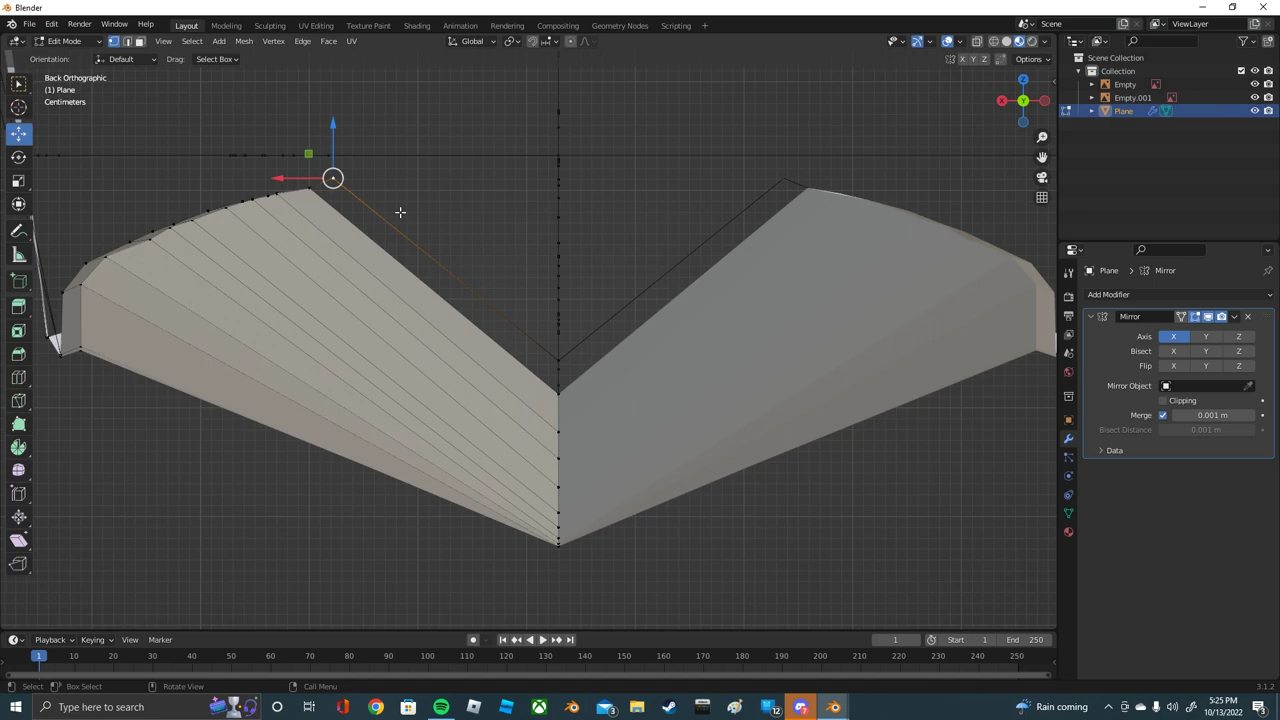 Blender
File Edit Render Window Help Layout Modeling Sculpting UV Editing Texture Paint Shading Animation Rendering Compositing Geometry Nodes Scripting + Scene ViewLayer
Edit Mode View Select Add Mesh Vertex Edge Face UV Global
Orientation: Default Drag: Select Box X Y Z Options
Back Orthographic
(1) Plane
Centimeters
Z
X Y
Scene Collection
Collection
Empty
Empty.001
Plane
Plane Mirror
Add Modifier
Mirror
Axis X Y Z
Bisect X Y Z
Flip X Y Z
Mirror Object
Clipping
Merge 0.001 m
Bisect Distance 0.001 m
Data
Playback Keying View Marker 1 Start 1 End 250
1 10 20 30 40 50 60 70 80 90 100 110 120 130 140 150 160 170 180 190 200 210 220 230 240 250
Select Box Select Rotate View Call Menu 3.1.2
Type here to search 3 12 7 Rain coming 5:25 PM
10/13/2022